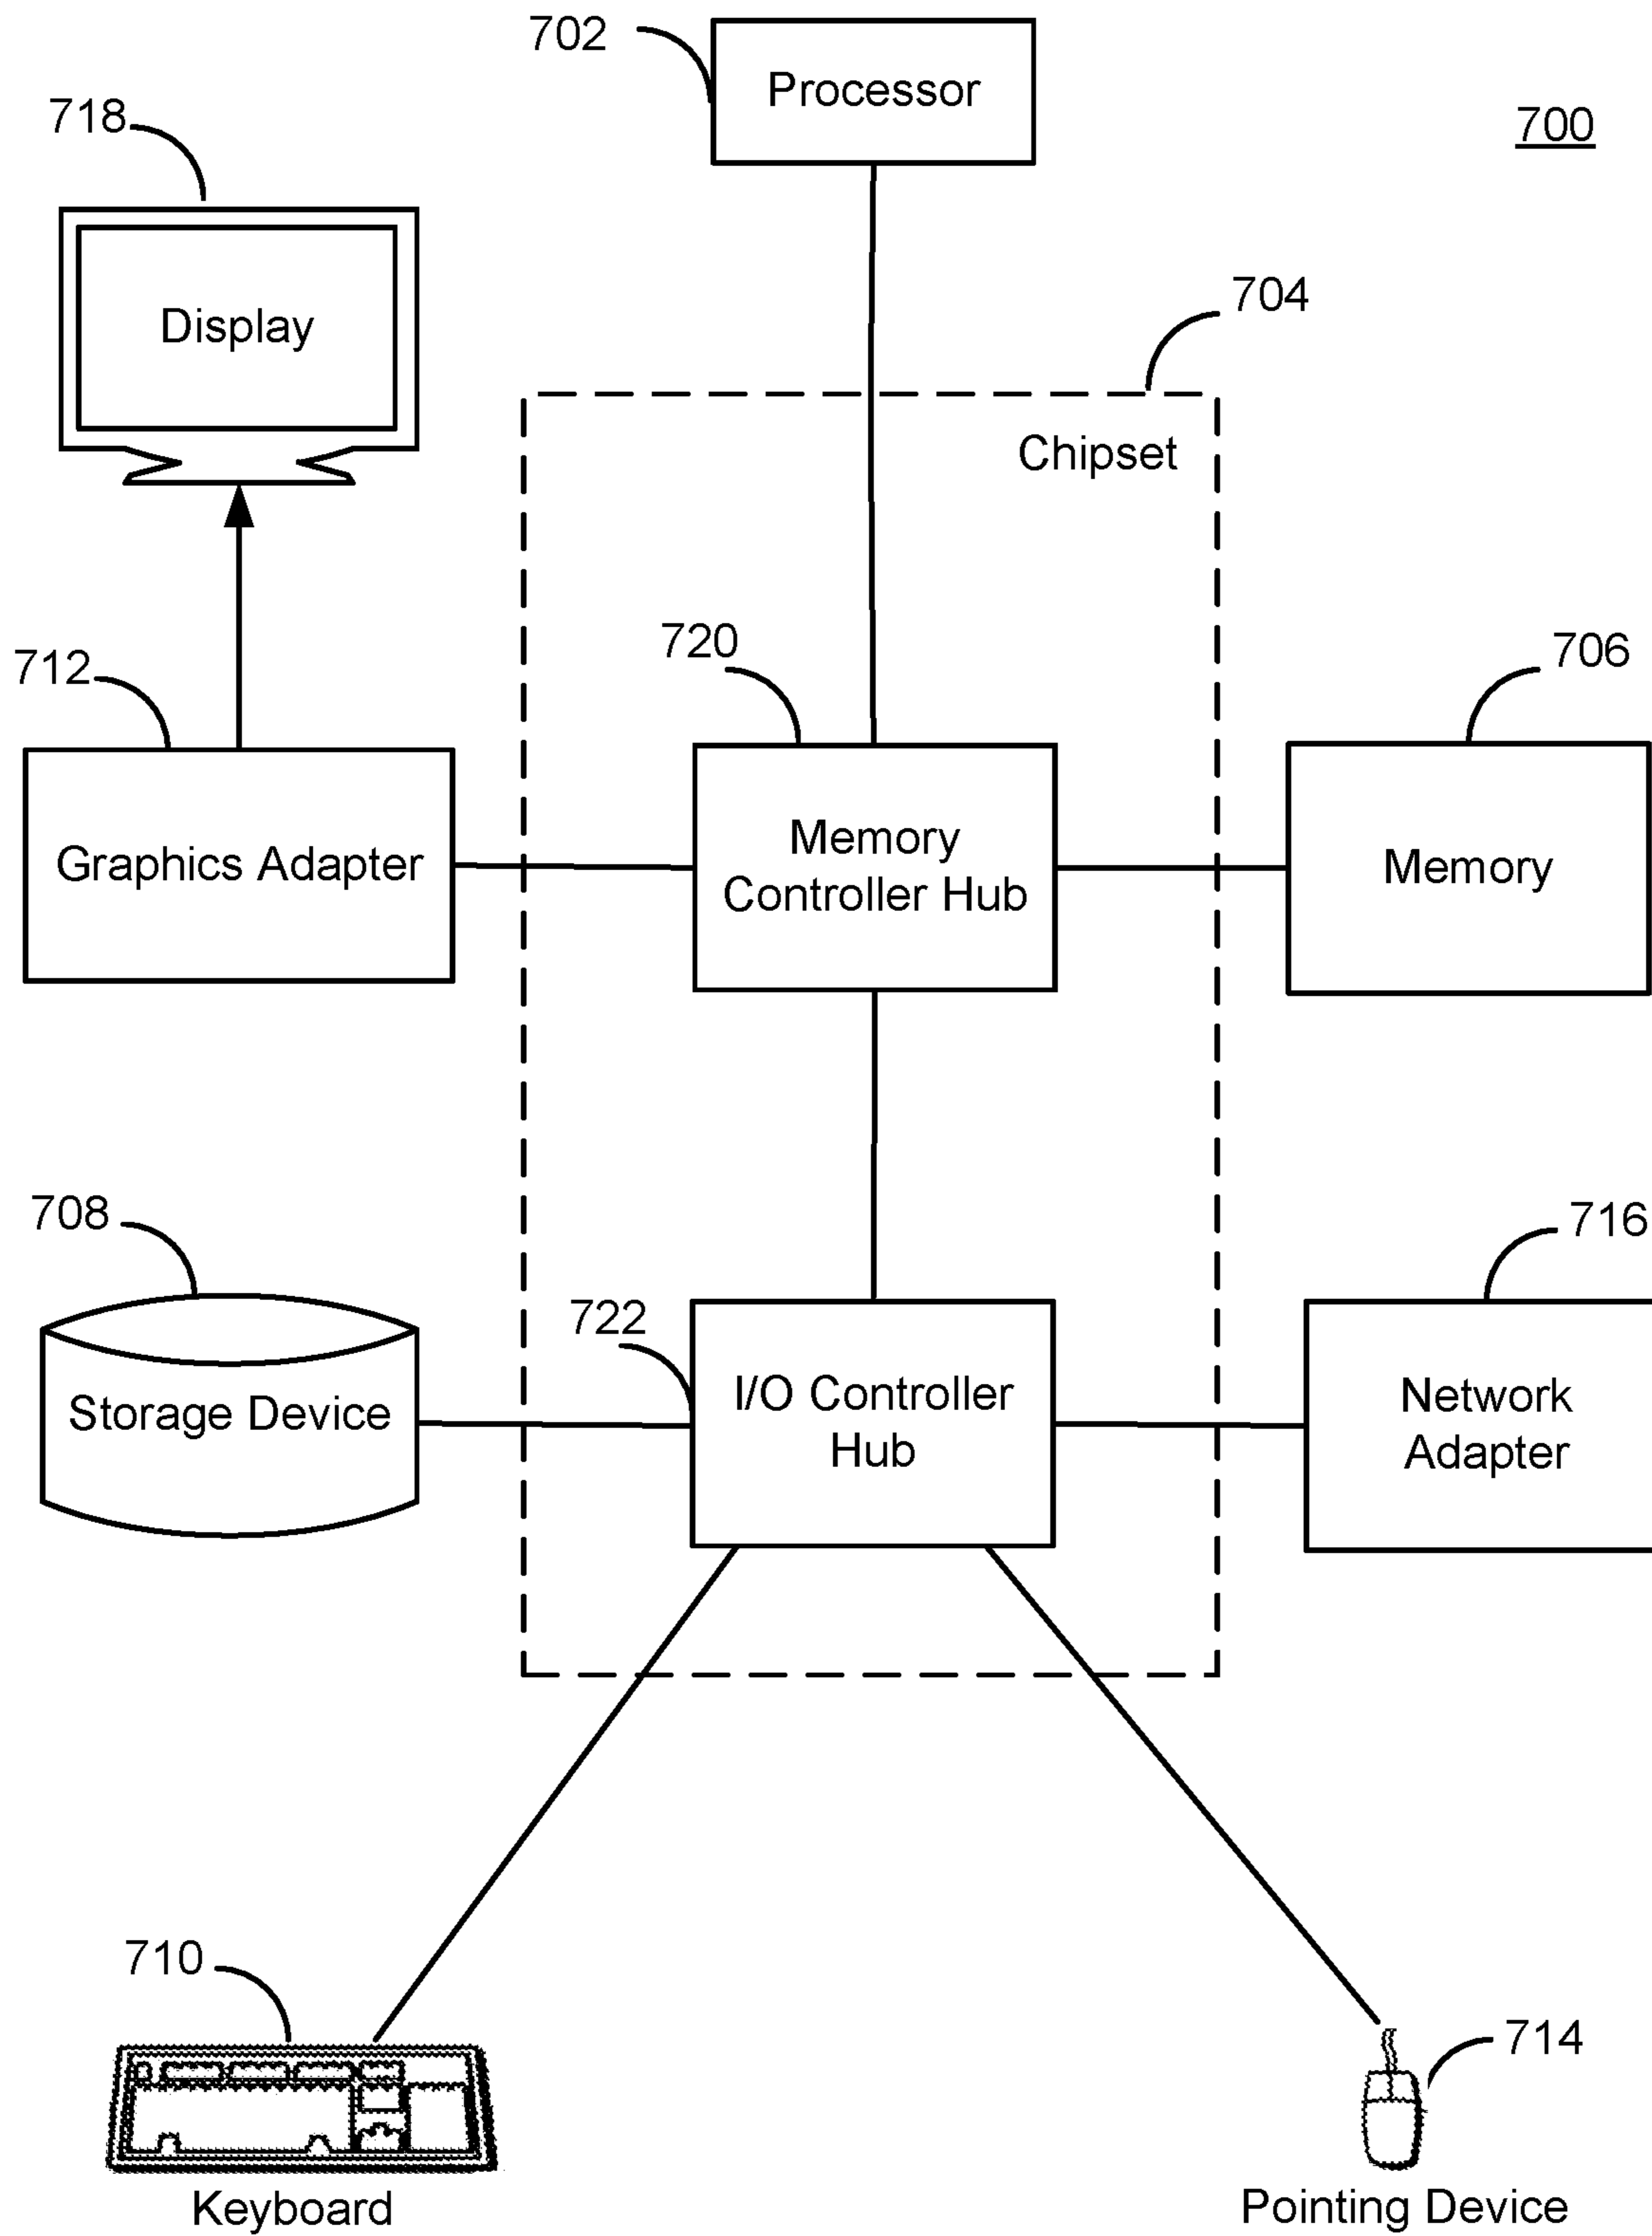 702
Processor
700
718
Display
704
Chipset
712
720
706
Graphics Adapter
Memory
Controller Hub
Memory
708
722
716
Storage Device
I/O Controller
Hub
Network
Adapter
710
714
Keyboard
Pointing Device